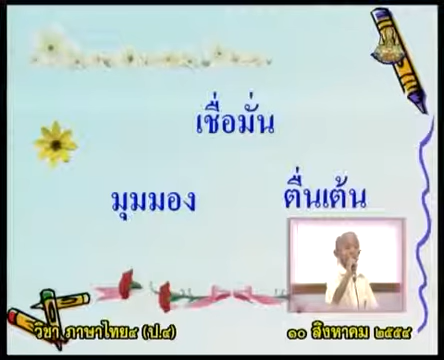 เชื่อมั่น
มุมมอง ตื่นเต้น
วิชา ภาษาไทย๔ (ป.๔) ๑๐ สิงหาคม ๒๕๕๔